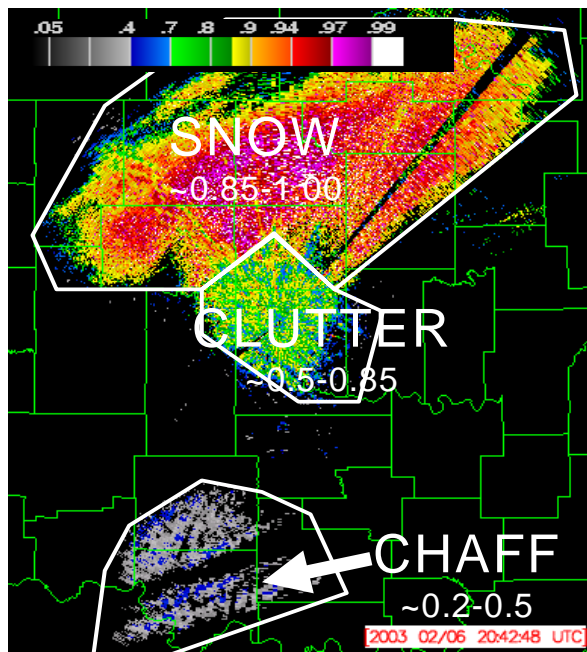 .05 .4 .7 .8 .9 .94 .97 .99
SNOW
~0.85-1.00
CLUTTER
~0.5-0.85
CHAFF
~0.2-0.5
[2003 02/06 20:42:48 UTC]